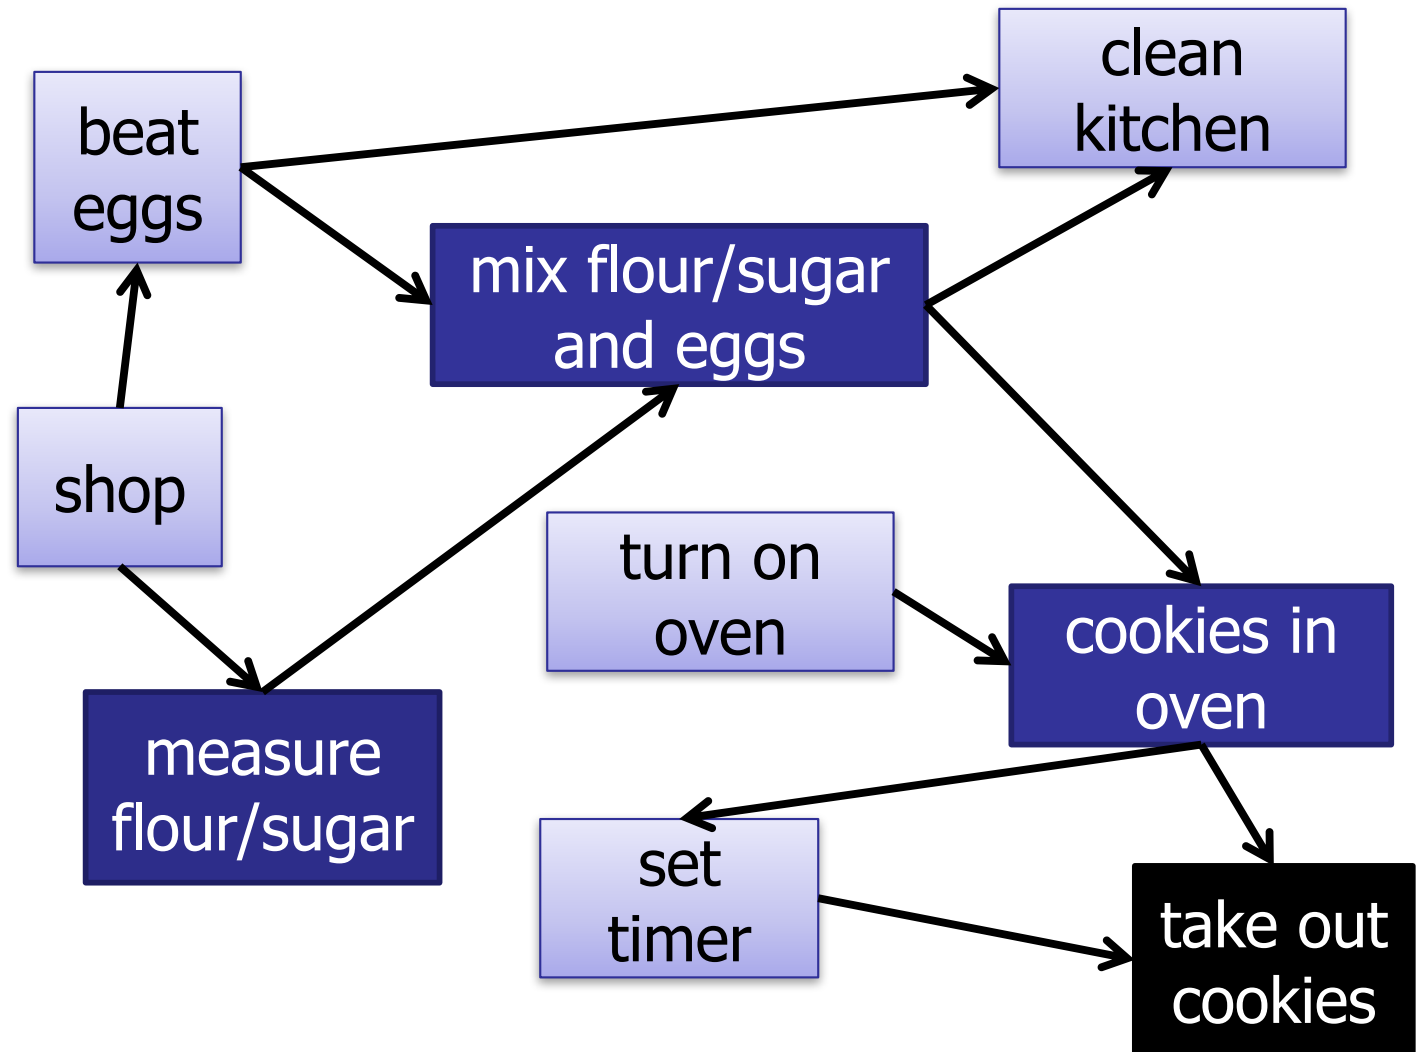 clean
kitchen
beat
eggs
mix flour/sugar
and eggs
shop
turn on
oven
cookies in
oven
measure
flour/sugar
set
timer
take out
cookies